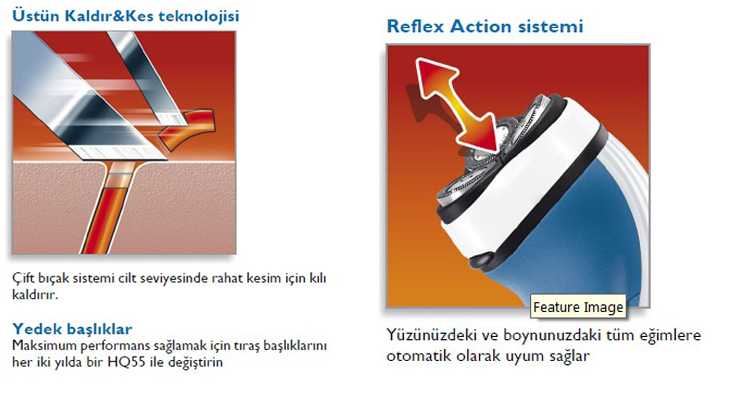 Üstün Kaldır&Kes teknolojisi
Çift bıçak sistemi cilt seviyesinde rahat kesim için kılı
kaldırır.
Yedek başlıklar
Maksimum performans sağlamak için tıraş başlıklarını
her iki yılda bir HQ55 ile değiştirin
Reflex Action sistemi
Feature Image
Yüzünüzdeki ve boynunuzdaki tüm eğimlere
otomatik olarak uyum sağlar